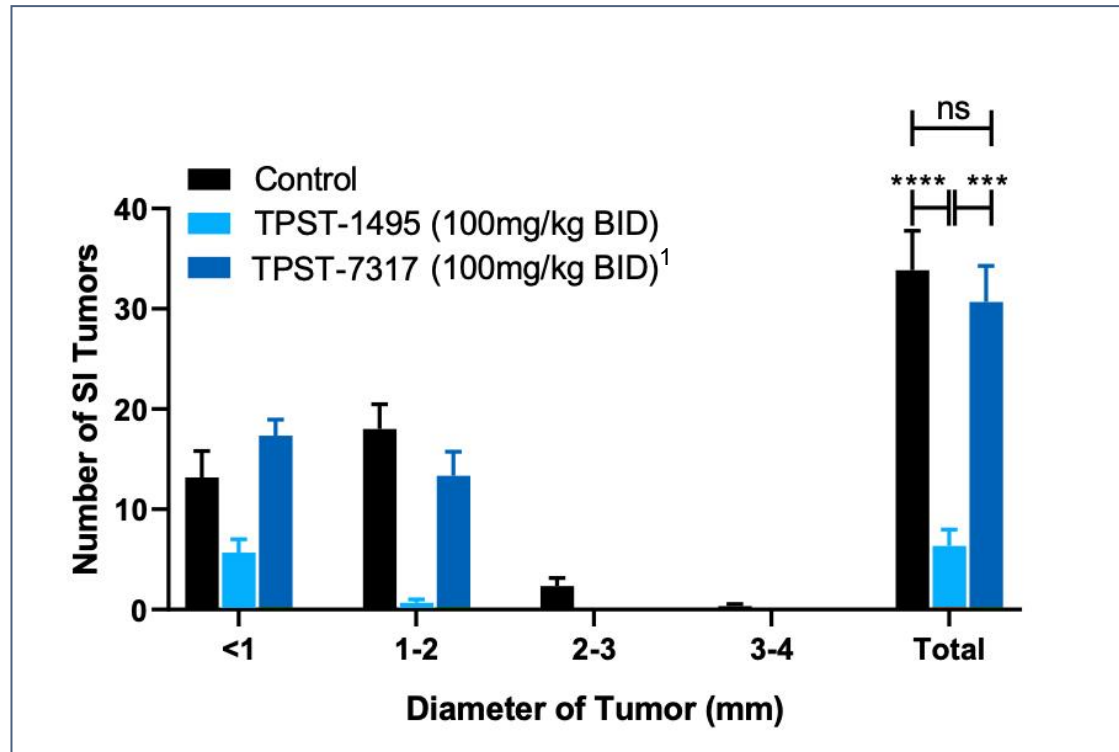 ns
**** ***
Control
TPST-1495 (100mg/kg BID)
TPST-7317 (100mg/kg BID)¹
40
30
20
10
0
Number of SI Tumors
<1 1-2 2-3 3-4 Total
Diameter of Tumor (mm)